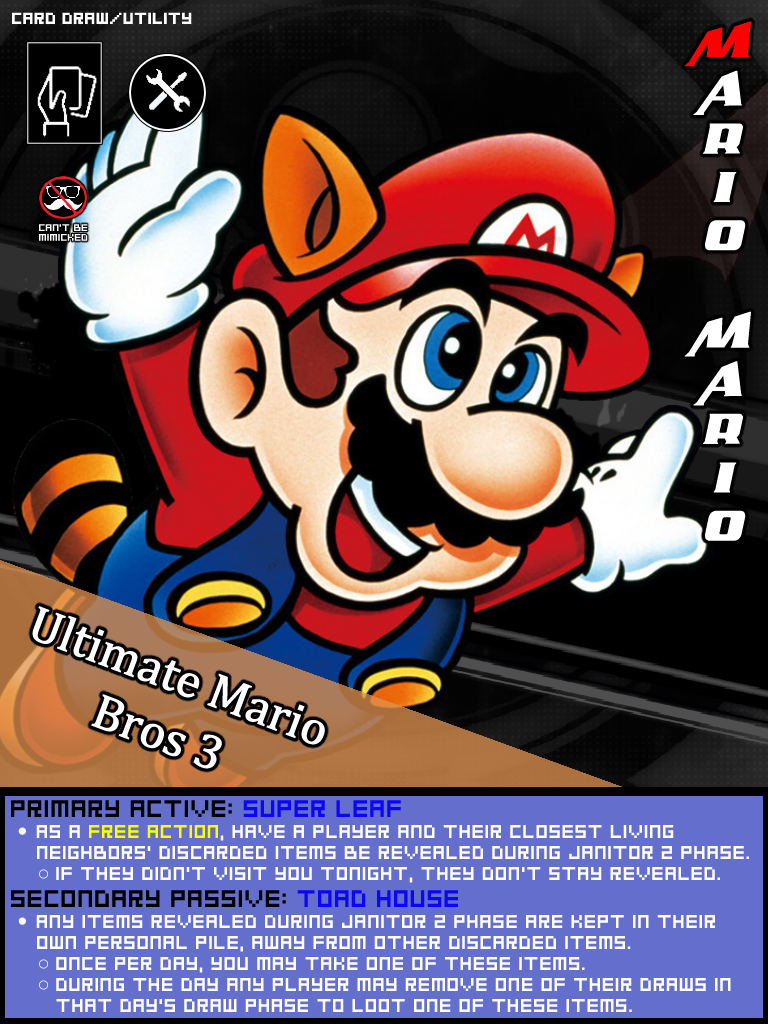 CARD DRAW/UTILITY
CAN'T BE
MIMICKED
MARIO MARIO
M
Ultimate Mario
Bros 3
PRIMARY ACTIVE: SUPER LEAF
• AS A FREE ACTION, HAVE A PLAYER AND THEIR CLOSEST LIVING
NEIGHBORS' DISCARDED ITEMS BE REVEALED DURING JANITOR 2 PHASE.
○ IF THEY DIDN'T VISIT YOU TONIGHT, THEY DON'T STAY REVEALED.
SECONDARY PASSIVE: TOAD HOUSE
• ANY ITEMS REVEALED DURING JANITOR 2 PHASE ARE KEPT IN THEIR
OWN PERSONAL PILE, AWAY FROM OTHER DISCARDED ITEMS.
○ ONCE PER DAY, YOU MAY TAKE ONE OF THESE ITEMS.
○ DURING THE DAY ANY PLAYER MAY REMOVE ONE OF THEIR DRAWS IN
THAT DAY'S DRAW PHASE TO LOOT ONE OF THESE ITEMS.